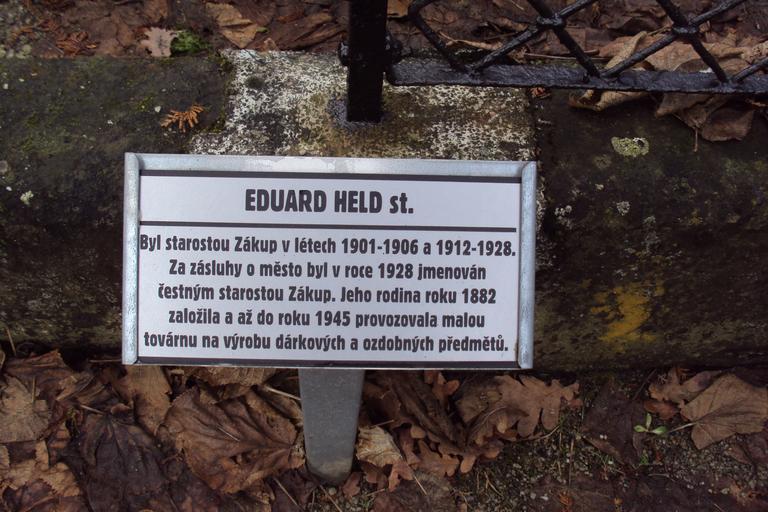 EDUARD HELD st.
Byl starostou Zákup v létech 1901-1906 a 1912-1928.
Za zásluhy o město byl v roce 1928 jmenován
čestným starostou Zákup. Jeho rodina roku 1882
založila a až do roku 1945 provozovala malou
továrnu na výrobu dárkových a ozdobných předmětů.